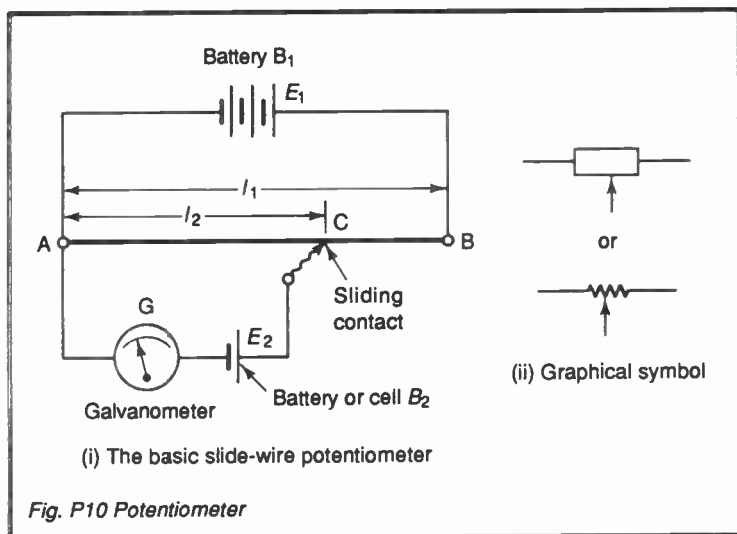 Battery B₁
E₁
l₁
l₂
C
A
B
Sliding
contact
G
E₂
Galvanometer
Battery or cell B₂
(i) The basic slide-wire potentiometer
or
(ii) Graphical symbol
Fig. P10 Potentiometer